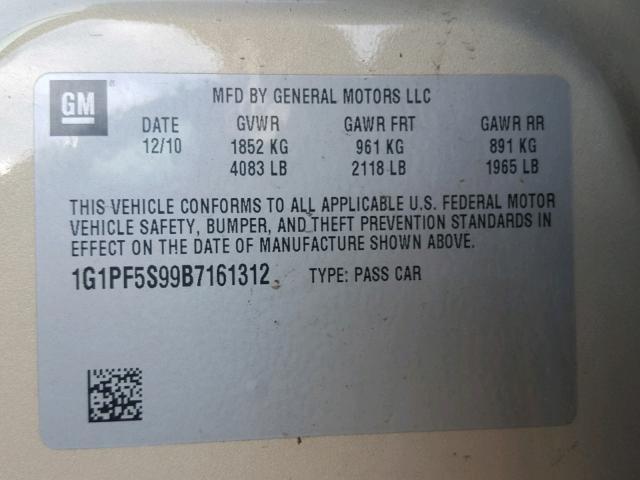 GM
®
MFD BY GENERAL MOTORS LLC
DATE GVWR GAWR FRT GAWR RR
12/10 1852 KG 961 KG 891 KG
4083 LB 2118 LB 1965 LB
THIS VEHICLE CONFORMS TO ALL APPLICABLE U.S. FEDERAL MOTOR
VEHICLE SAFETY, BUMPER, AND THEFT PREVENTION STANDARDS IN
EFFECT ON THE DATE OF MANUFACTURE SHOWN ABOVE.
1G1PF5S99B7161312 TYPE: PASS CAR